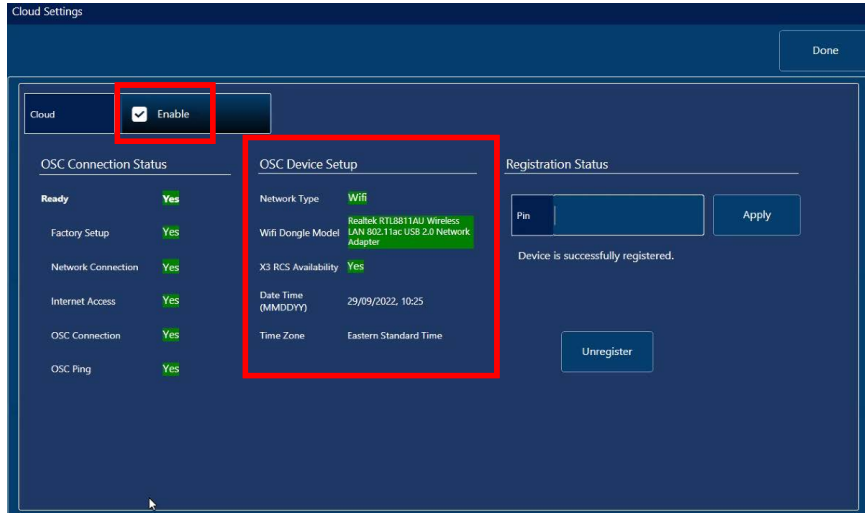 Cloud Settings
Done
Cloud
Enable
OSC Connection Status
Ready Yes
Factory Setup Yes
Network Connection Yes
Internet Access Yes
OSC Connection Yes
OSC Ping Yes
OSC Device Setup
Network Type Wifi
Wifi Dongle Model Realtek RTL8811AU Wireless
LAN 802.11ac USB 2.0 Network
Adapter
X3 RCS Availability Yes
Date Time
(MMDDYY) 29/09/2022, 10:25
Time Zone Eastern Standard Time
Registration Status
Pin
Apply
Device is successfully registered.
Unregister